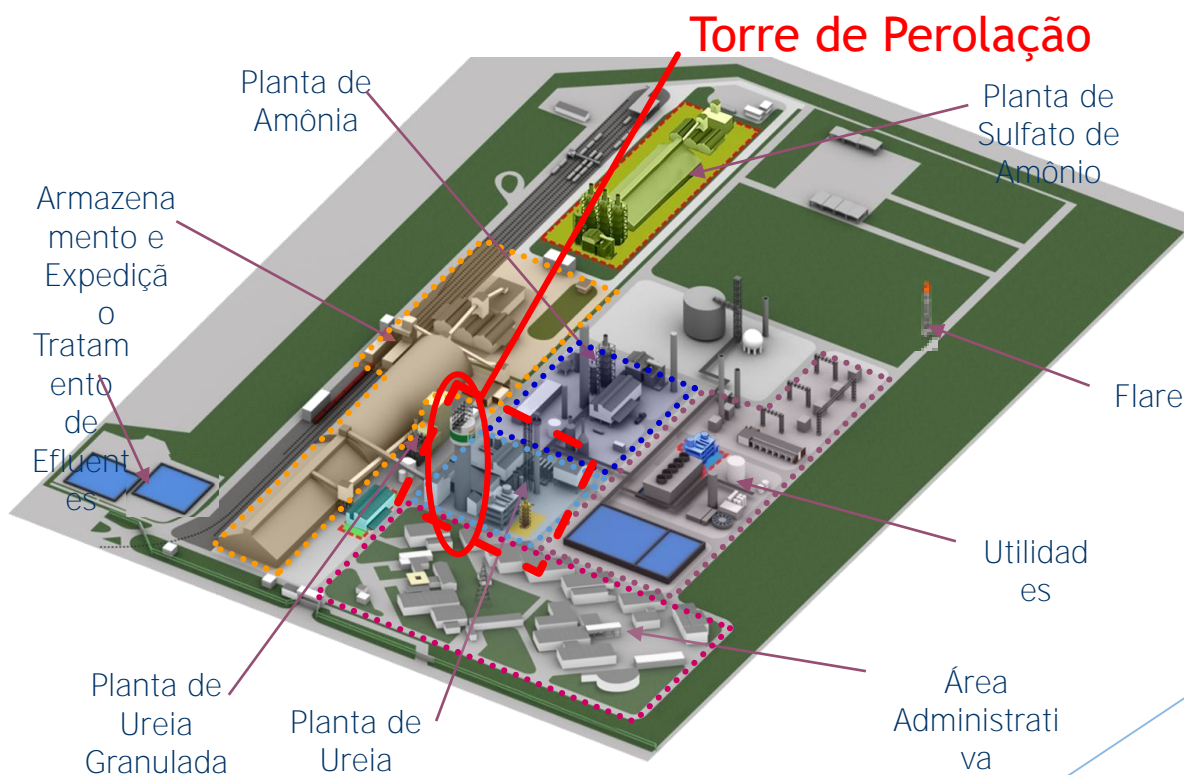 Torre de Perolação
Planta de
Amônia
Planta de
Sulfato de
Amônio
Armazena
mento e
Expediçã
o
Tratam
ento
de
Efluent
es
Flare
Utilidad
es
Planta de
Ureia
Granulada
Planta de
Ureia
Área
Administrati
va